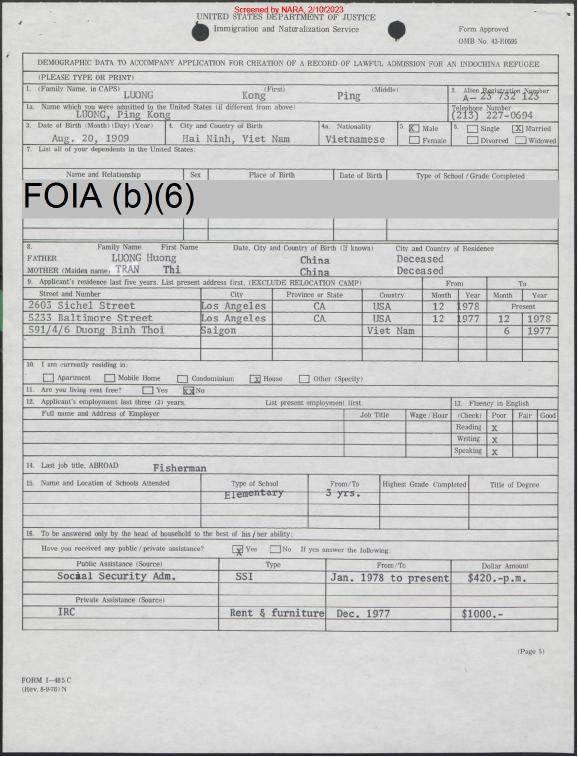 Screened by NARA, 2/10/2023
UNITED STATES DEPARTMENT OF JUSTICE
Immigration and Naturalization Service
Form Approved
OMB No. 43-R0595
DEMOGRAPHIC DATA TO ACCOMPANY APPLICATION FOR CREATION OF A RECORD OF LAWFUL ADMISSION FOR AN INDOCHINA REFUGEE
(PLEASE TYPE OR PRINT)
1. (Family Name, in CAPS) (First) (Middle) 2. Alien Registration Number
LUONG Kong Ping A- 23 732 123
1a. Name which you were admitted to the United States (if different from above) Telephone Number
LUONG, Ping Kong (213) 227-0694
3. Date of Birth (Month) (Day) (Year) 4. City and Country of Birth 4a. Nationality 5. X Male 6. Single X Married
Aug. 20, 1909 Hai Ninh, Viet Nam Vietnamese Female Divorced Widowed
7. List all of your dependents in the United States:
Name and Relationship Sex Place of Birth Date of Birth Type of School/Grade Completed
FOIA (b)(6)
8. Family Name First Name Date, City and Country of Birth (If known) City and Country of Residence
FATHER LUONG Huong China Deceased
MOTHER (Maiden name) TRAN Thi China Deceased
9. Applicant's residence last five years. List present address first. (EXCLUDE RELOCATION CAMP) From To
Street and Number City Province or State Country Month Year Month Year
2603 Sichel Street Los Angeles CA USA 12 1978 Present
5233 Baltimore Street Los Angeles CA USA 12 1977 12 1978
591/4/6 Duong Binh Thoi Saigon Viet Nam 6 1977
10. I am currently residing in:
Apartment Mobile Home Condominium X House Other (Specify)
11. Are you living rent free? Yes XX No
12. Applicant's employment last three (3) years. List present employment first. 13. Fluency in English
Full name and Address of Employer Job Title Wage/Hour (Check) Poor Fair Good
Reading X
Writing X
Speaking X
14. Last job title, ABROAD Fisherman
15. Name and Location of Schools Attended Type of School From/To Highest Grade Completed Title of Degree
Elementary 3 yrs.
16. To be answered only by the head of household to the best of his/her ability:
Have you received any public/private assistance? X Yes No If yes answer the following:
Public Assistance (Source) Type From/To Dollar Amount
Social Security Adm. SSI Jan. 1978 to present $420.-p.m.
Private Assistance (Source)
IRC Rent & furniture Dec. 1977 $1000.-
(Page 5)
FORM I-485 C
(Rev. 8-9-78) N